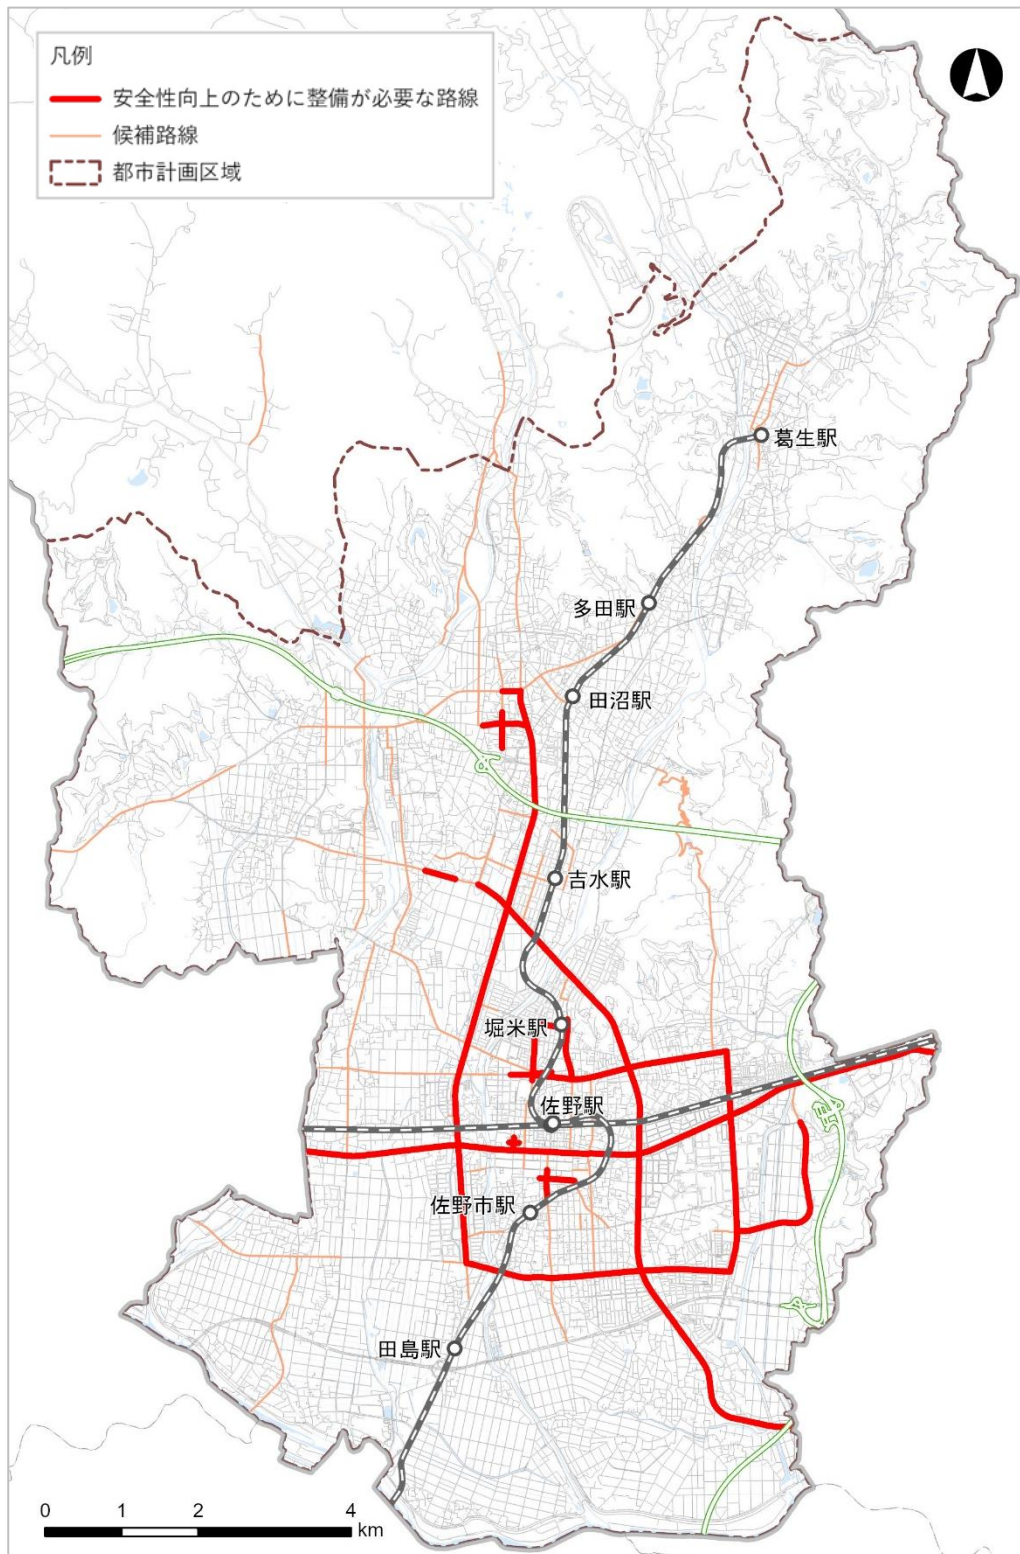 凡例
安全性向上のために整備が必要な路線
候補路線
都市計画区域
葛生駅
多田駅
田沼駅
吉水駅
堀米駅
佐野駅
佐野市駅
田島駅
0 1 2 4
km